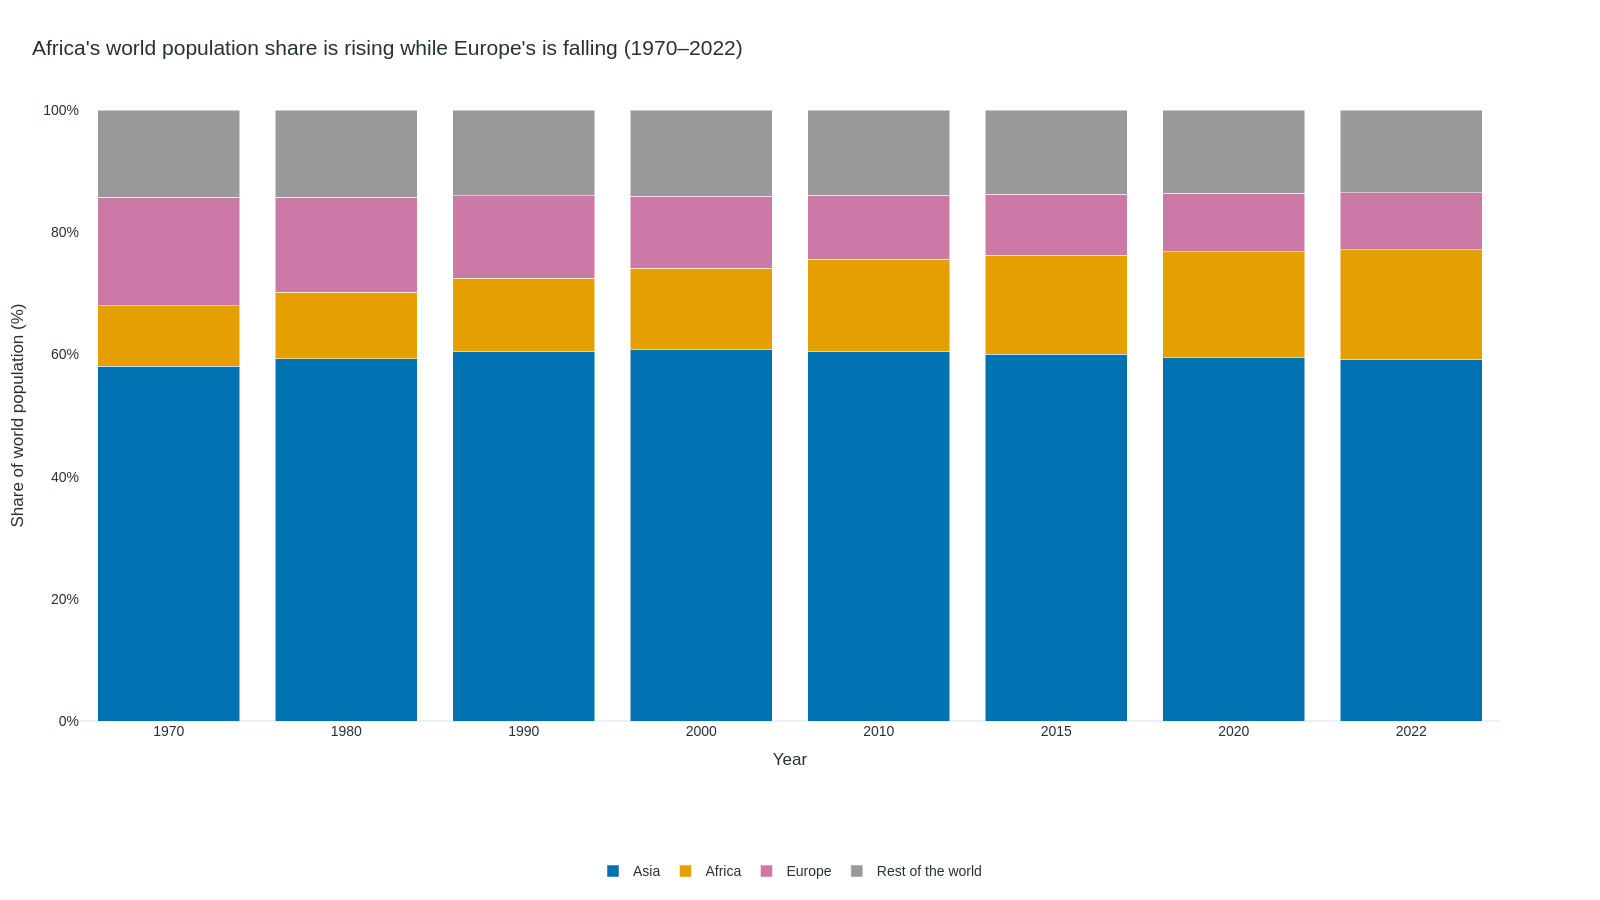 Africa's world population share is rising while Europe's is falling (1970–2022)
100%
80%
60%
40%
20%
0%
Share of world population (%)
1970 1980 1990 2000 2010 2015 2020 2022
Year
Asia Africa Europe Rest of the world